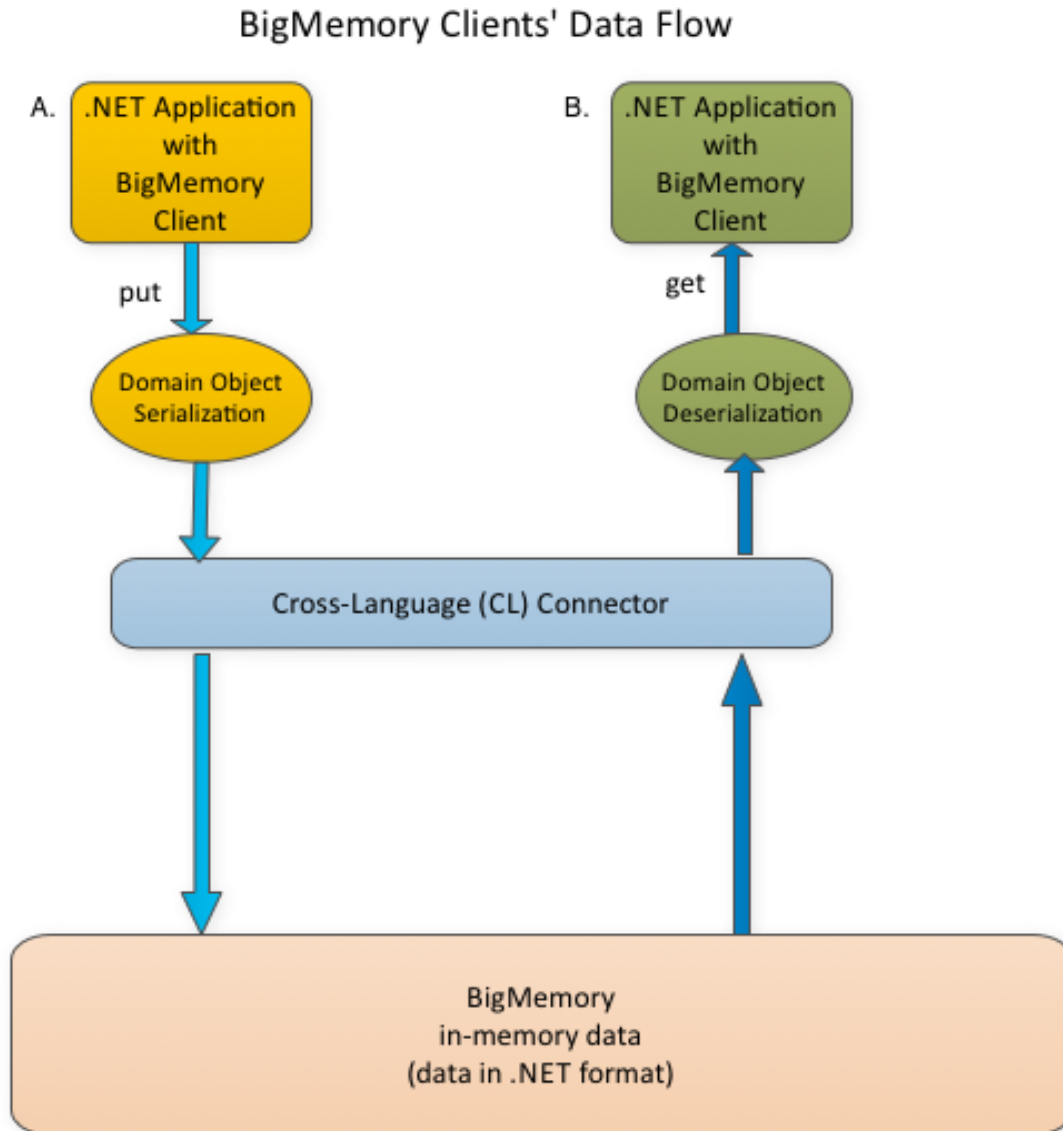 BigMemory Clients' Data Flow
A.
.NET Application
with
BigMemory
Client
B.
.NET Application
with
BigMemory
Client
put
get
Domain Object
Serialization
Domain Object
Deserialization
Cross-Language (CL) Connector
BigMemory
in-memory data
(data in .NET format)